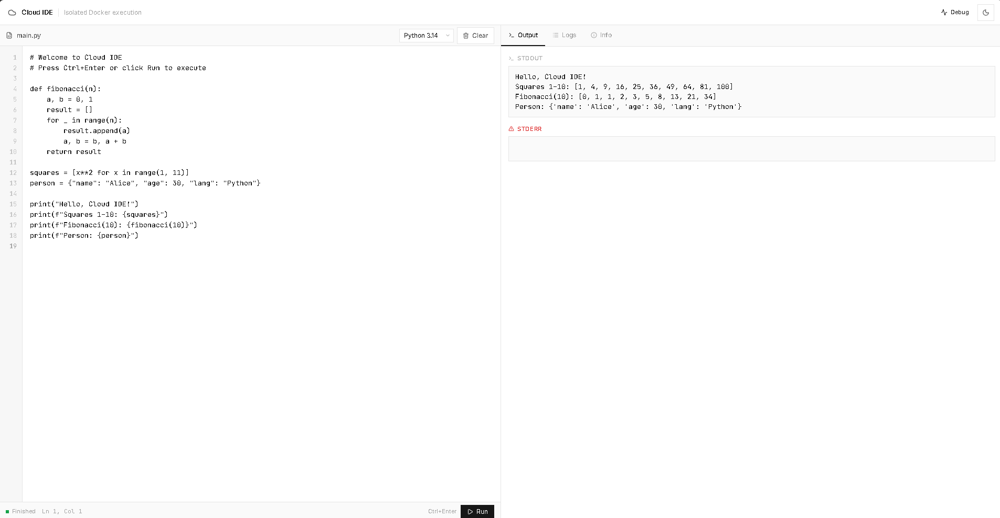 Cloud IDE Isolated Docker execution Debug
main.py Python 3.14 Clear
1 # Welcome to Cloud IDE
2 # Press Ctrl+Enter or click Run to execute
3
4 def fibonacci(n):
5     a, b = 0, 1
6     result = []
7     for _ in range(n):
8         result.append(a)
9         a, b = b, a + b
10     return result
11
12 squares = [x**2 for x in range(1, 11)]
13 person = {"name": "Alice", "age": 30, "lang": "Python"}
14
15 print("Hello, Cloud IDE!")
16 print(f"Squares 1-10: {squares}")
17 print(f"Fibonacci(10): {fibonacci(10)}")
18 print(f"Person: {person}")
19
Finished Ln 1, Col 1 Ctrl+Enter Run
Output Logs Info
STDOUT
Hello, Cloud IDE!
Squares 1-10: [1, 4, 9, 16, 25, 36, 49, 64, 81, 100]
Fibonacci(10): [0, 1, 1, 2, 3, 5, 8, 13, 21, 34]
Person: {'name': 'Alice', 'age': 30, 'lang': 'Python'}
STDERR